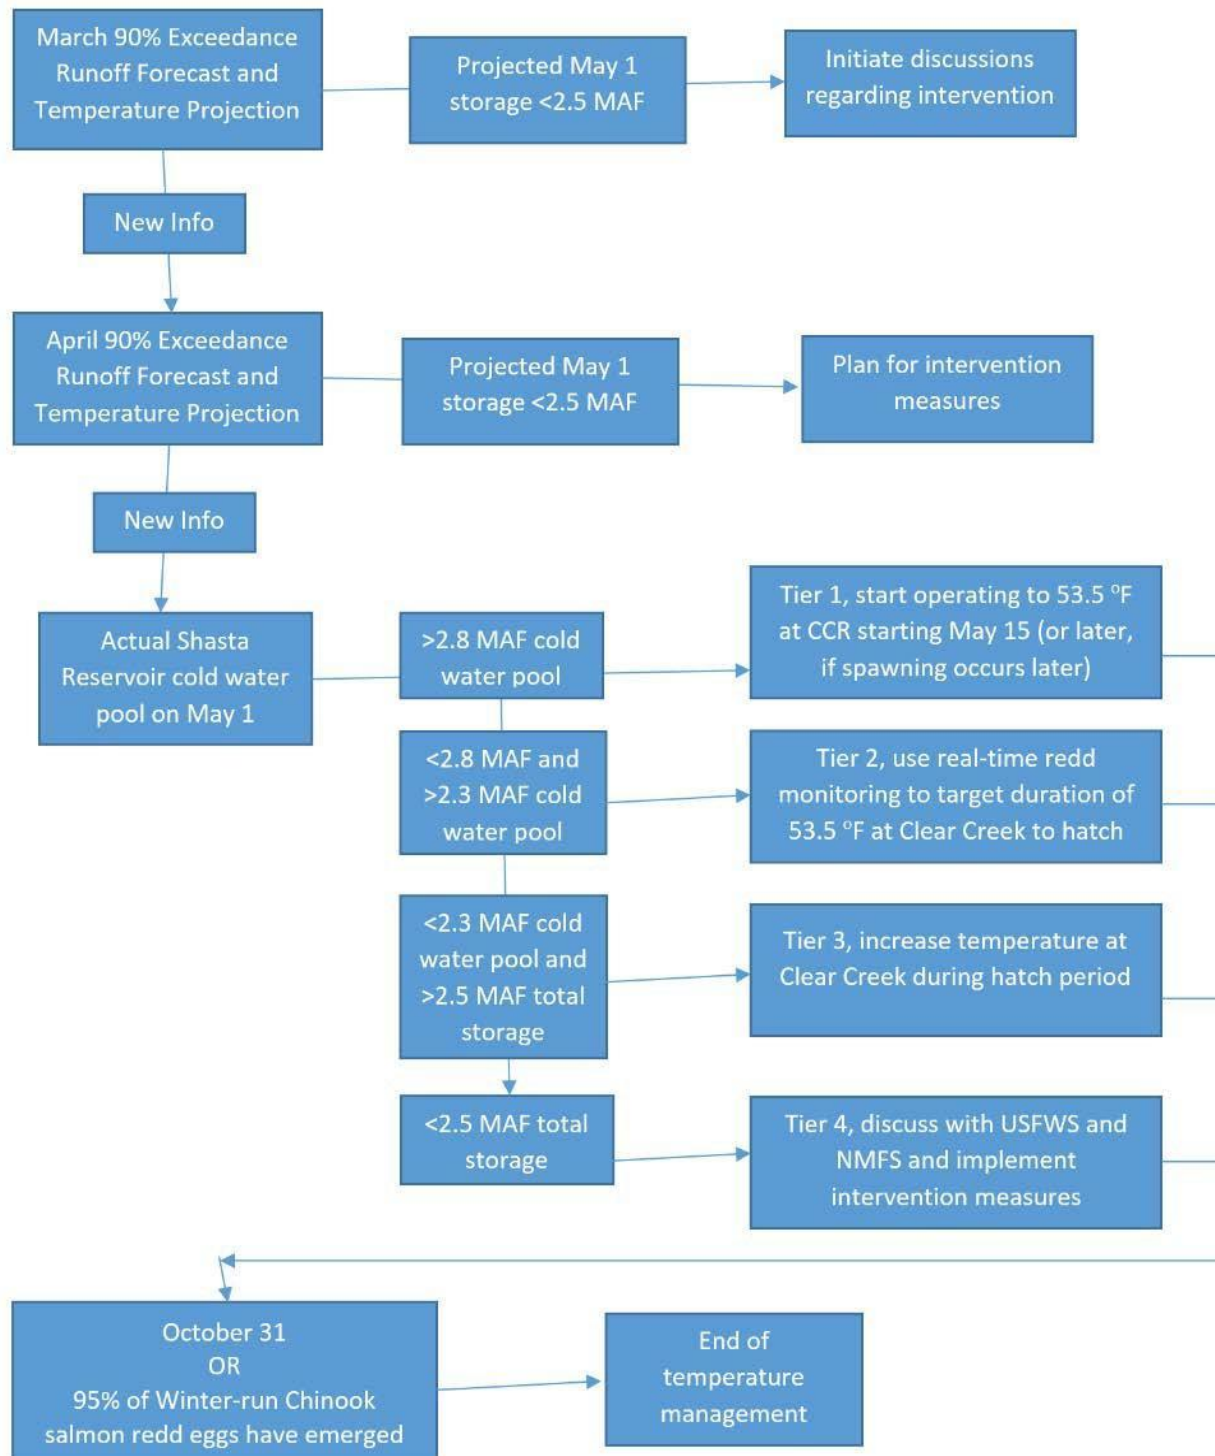 March 90% Exceedance
Runoff Forecast and
Temperature Projection
Projected May 1
storage <2.5 MAF
Initiate discussions
regarding intervention
New Info
April 90% Exceedance
Runoff Forecast and
Temperature Projection
Projected May 1
storage <2.5 MAF
Plan for intervention
measures
New Info
Actual Shasta
Reservoir cold water
pool on May 1
>2.8 MAF cold
water pool
Tier 1, start operating to 53.5 °F
at CCR starting May 15 (or later,
if spawning occurs later)
<2.8 MAF and
>2.3 MAF cold
water pool
Tier 2, use real-time redd
monitoring to target duration of
53.5 °F at Clear Creek to hatch
<2.3 MAF cold
water pool and
>2.5 MAF total
storage
Tier 3, increase temperature at
Clear Creek during hatch period
<2.5 MAF total
storage
Tier 4, discuss with USFWS and
NMFS and implement
intervention measures
October 31
OR
95% of Winter-run Chinook
salmon redd eggs have emerged
End of
temperature
management